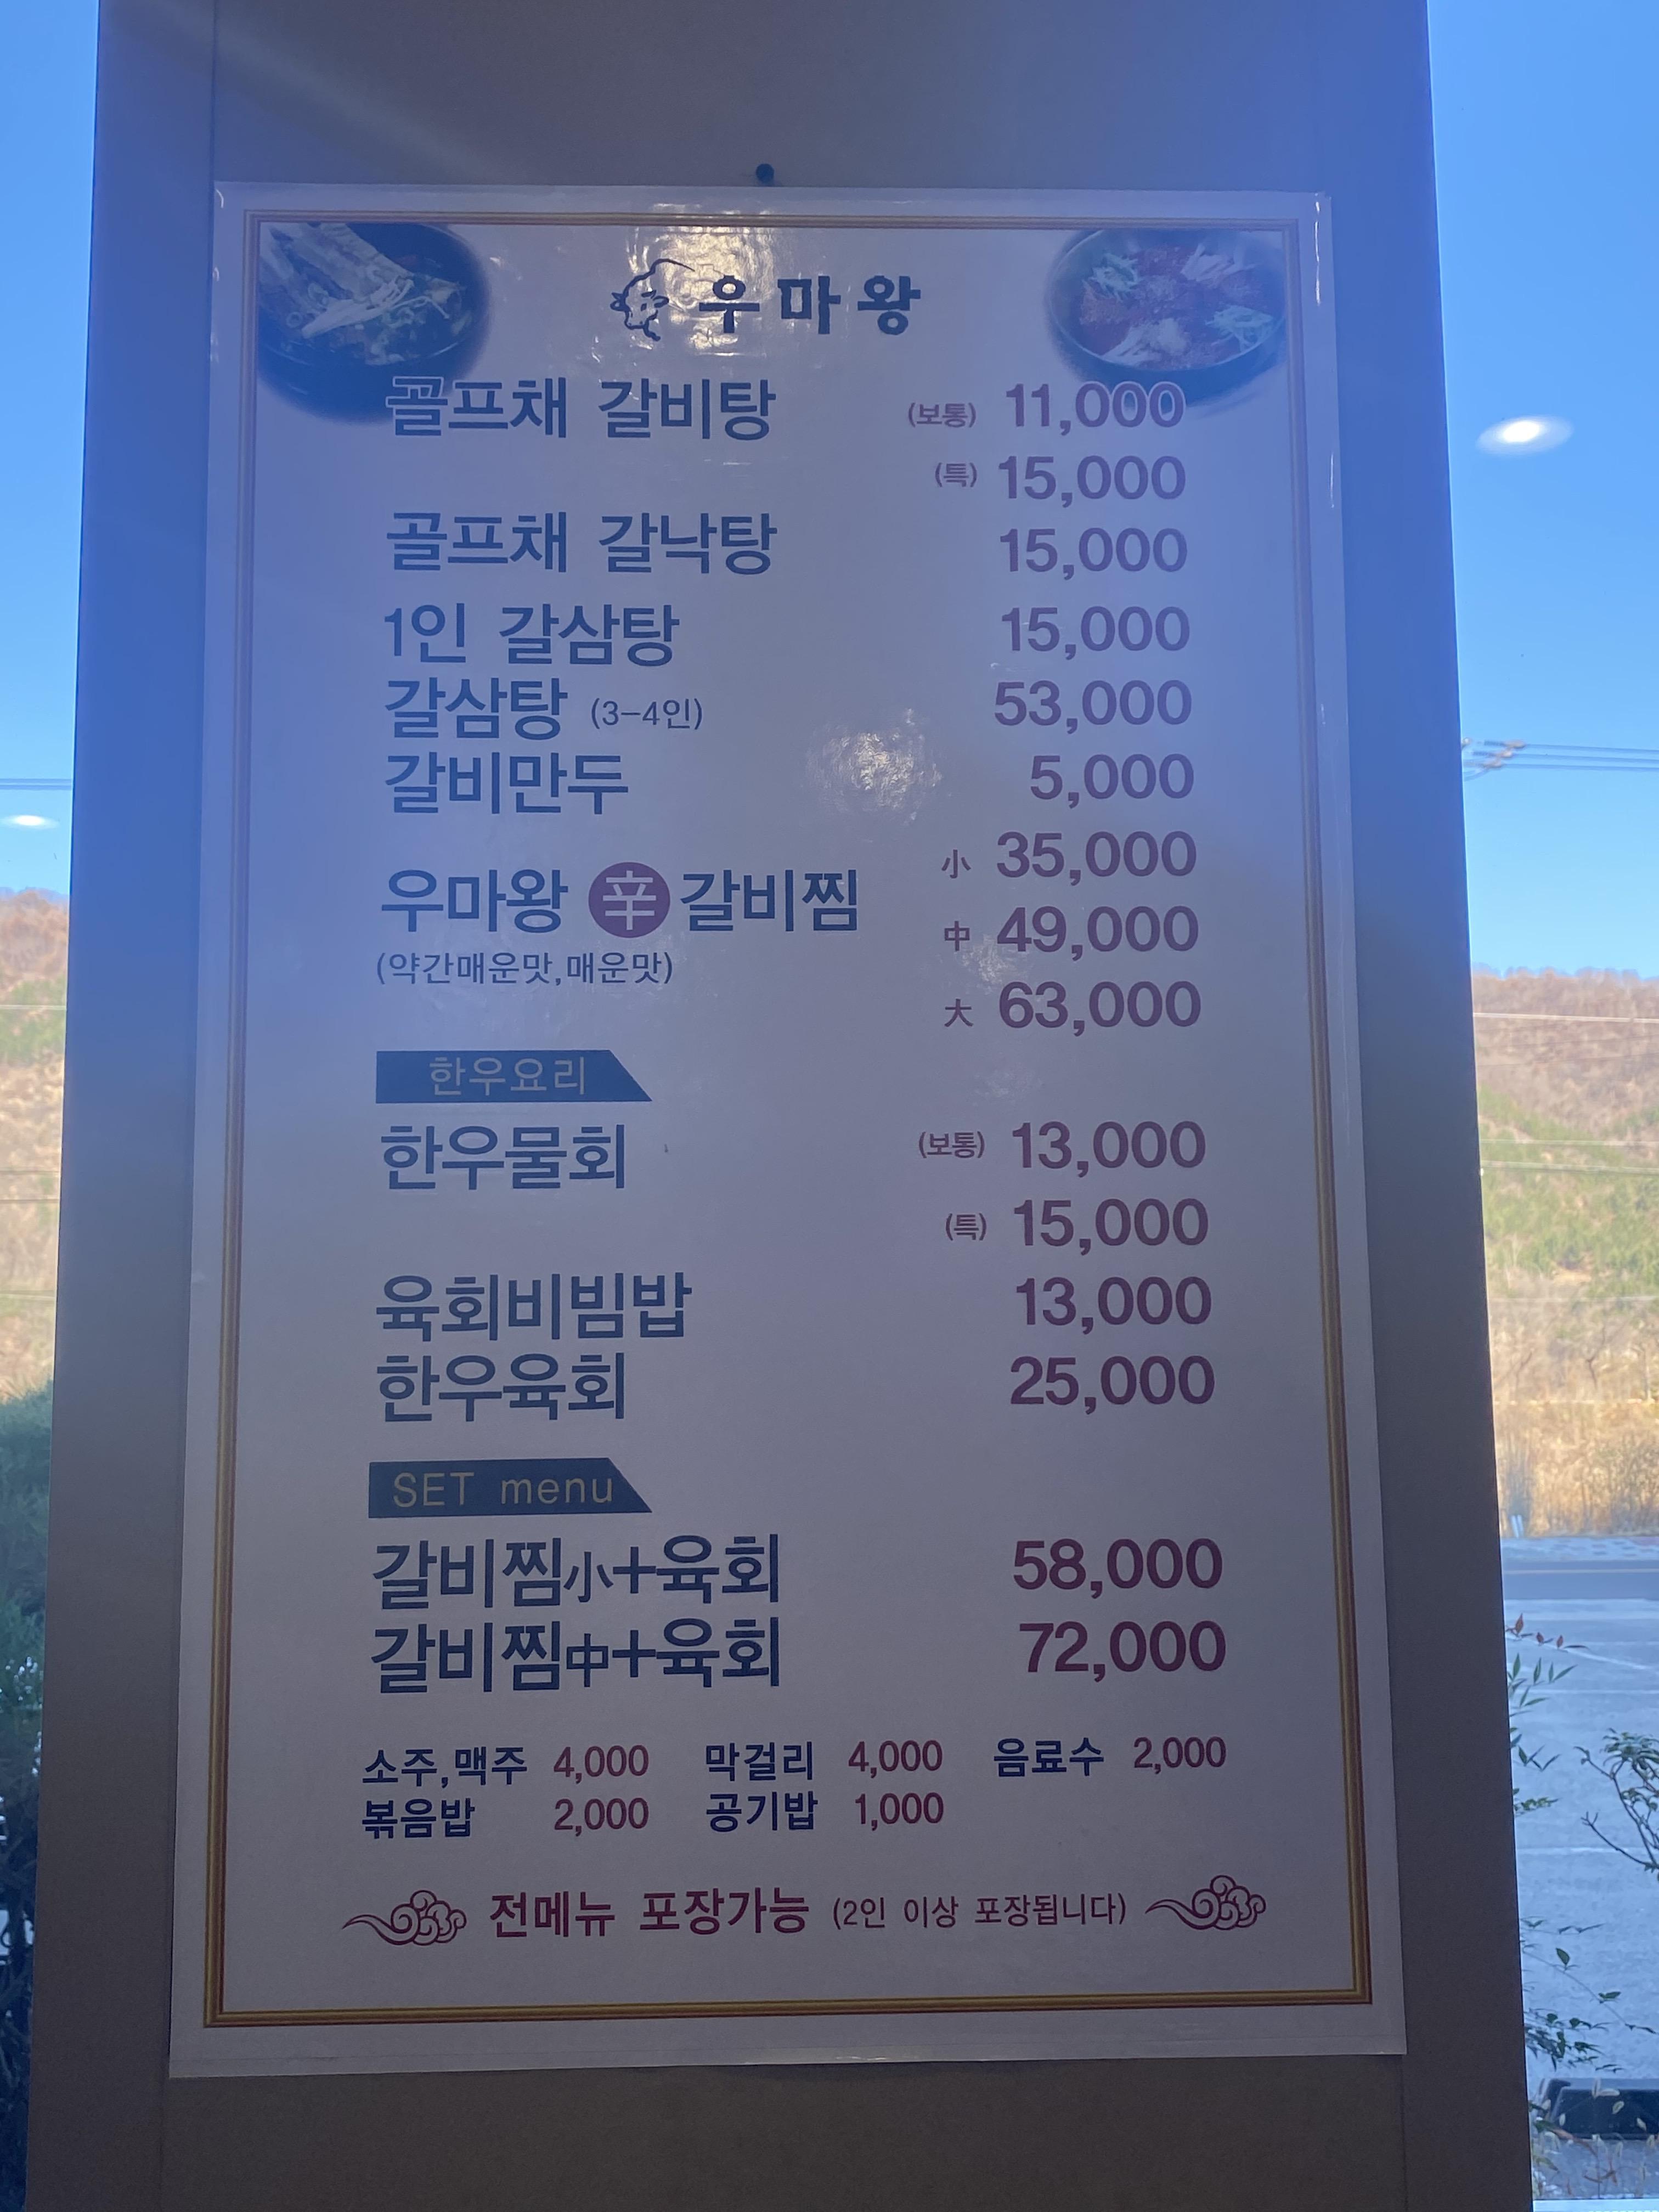 우마왕
골프채 갈비탕 (보통) 11,000
(특) 15,000
골프채 갈낙탕 15,000
1인 갈삼탕 15,000
갈삼탕 (3-4인) 53,000
갈비만두 5,000
小 35,000
우마왕 辛 갈비찜 中 49,000
(약간매운맛,매운맛)
大 63,000
한우요리
한우물회 (보통) 13,000
(특) 15,000
육회비빔밥 13,000
한우육회 25,000
SET menu
갈비찜小+육회 58,000
갈비찜中+육회 72,000
소주,맥주 4,000 막걸리 4,000 음료수 2,000
볶음밥 2,000 공기밥 1,000
전메뉴 포장가능 (2인 이상 포장됩니다)